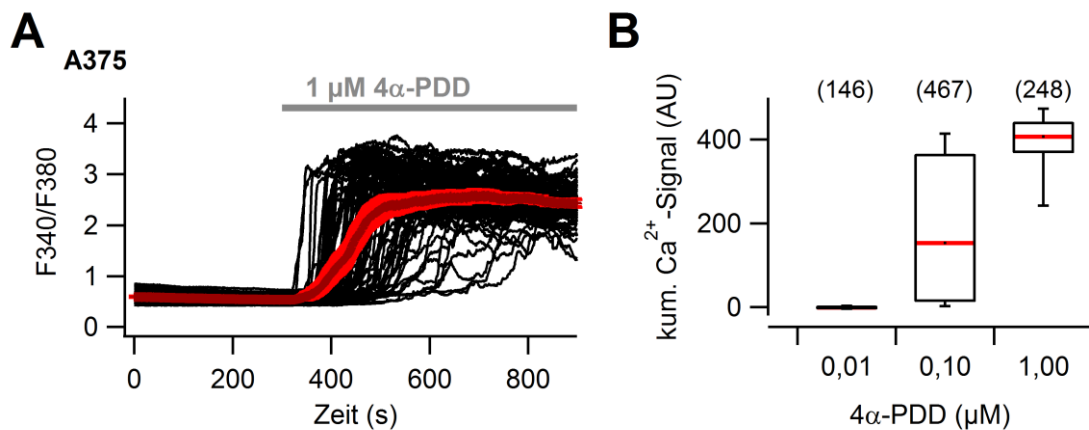 A
A375
1 µM 4α-PDD
F340/F380
4
3
2
1
0
0 200 400 600 800
Zeit (s)
B
(146) (467) (248)
kum. Ca²⁺-Signal (AU)
400
200
0
0,01 0,10 1,00
4α-PDD (µM)